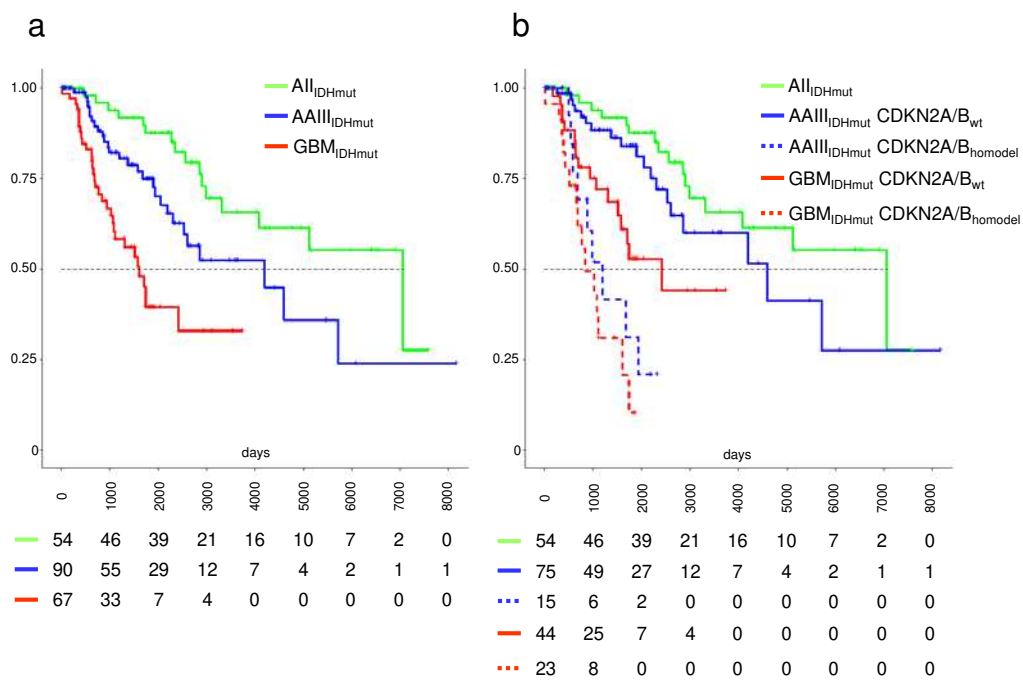 a
1.00
0.75
0.50
0.25
0
AII IDHmut
AAIII IDHmut
GBM IDHmut
days
0 1000 2000 3000 4000 5000 6000 7000 8000
54 46 39 21 16 10 7 2 0
90 55 29 12 7 4 2 1 1
67 33 7 4 0 0 0 0 0
b
1.00
0.75
0.50
0.25
0
AII IDHmut
AAIII IDHmut CDKN2A/B wt
AAIII IDHmut CDKN2A/B homodel
GBM IDHmut CDKN2A/B wt
GBM IDHmut CDKN2A/B homodel
days
0 1000 2000 3000 4000 5000 6000 7000 8000
54 46 39 21 16 10 7 2 0
75 49 27 12 7 4 2 1 1
15 6 2 0 0 0 0 0 0
44 25 7 4 0 0 0 0 0
23 8 0 0 0 0 0 0 0